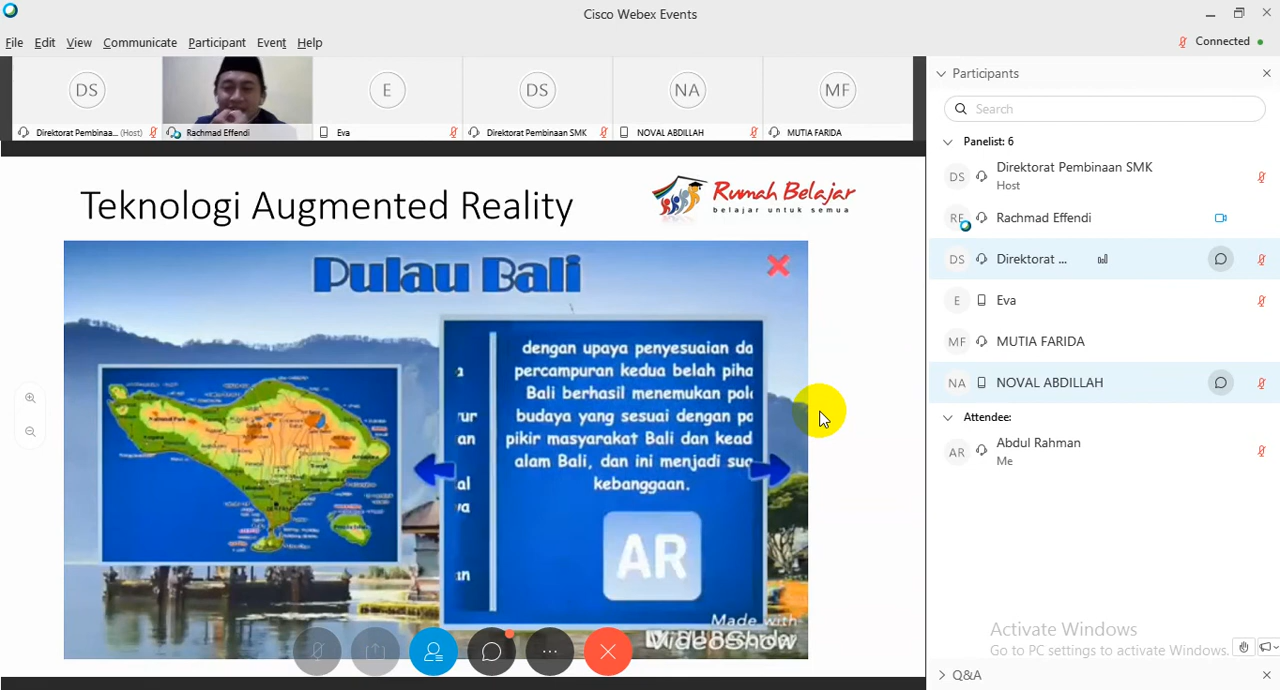 Cisco Webex Events
File Edit View Communicate Participant Event Help
Connected
DS
E
DS
NA
MF
Direktorat Pembinaa... (Host)
Rachmad Effendi
Eva
Direktorat Pembinaan SMK
NOVAL ABDILLAH
MUTIA FARIDA
Teknologi Augmented Reality
Rumah Belajar
belajar untuk semua
Pulau Bali
dengan upaya penyesuaian da
percampuran kedua belah piha
Bali berhasil menemukan pola
budaya yang sesuai dengan po
pikir masyarakat Bali dan kead
alam Bali, dan ini menjadi sua
kebanggaan.
AR
Made with
VideoShow
Participants
Search
Panelist: 6
DS
Direktorat Pembinaan SMK
Host
RE
Rachmad Effendi
DS
Direktorat ...
E
Eva
MF
MUTIA FARIDA
NA
NOVAL ABDILLAH
Attendee:
AR
Abdul Rahman
Me
Activate Windows
Go to PC settings to activate Windows.
Q&A